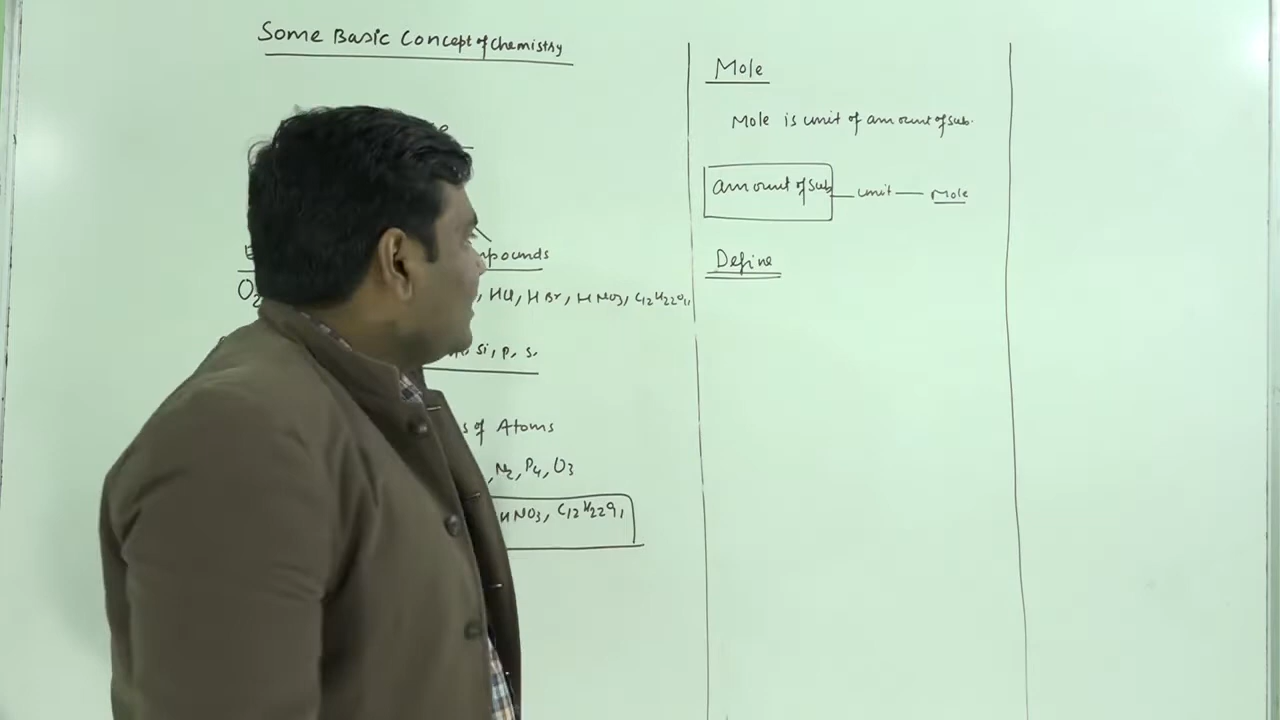 Some Basic Concept of Chemistry
mpounds
O2
, HCl, HBr, HNO3, C12H22O11
, Si, P, S.
s of Atoms
, N2, P4, O3
HNO3, C12H22O11
Mole
Mole is unit of amount of sub.
amount of sub — unit — Mole
Define